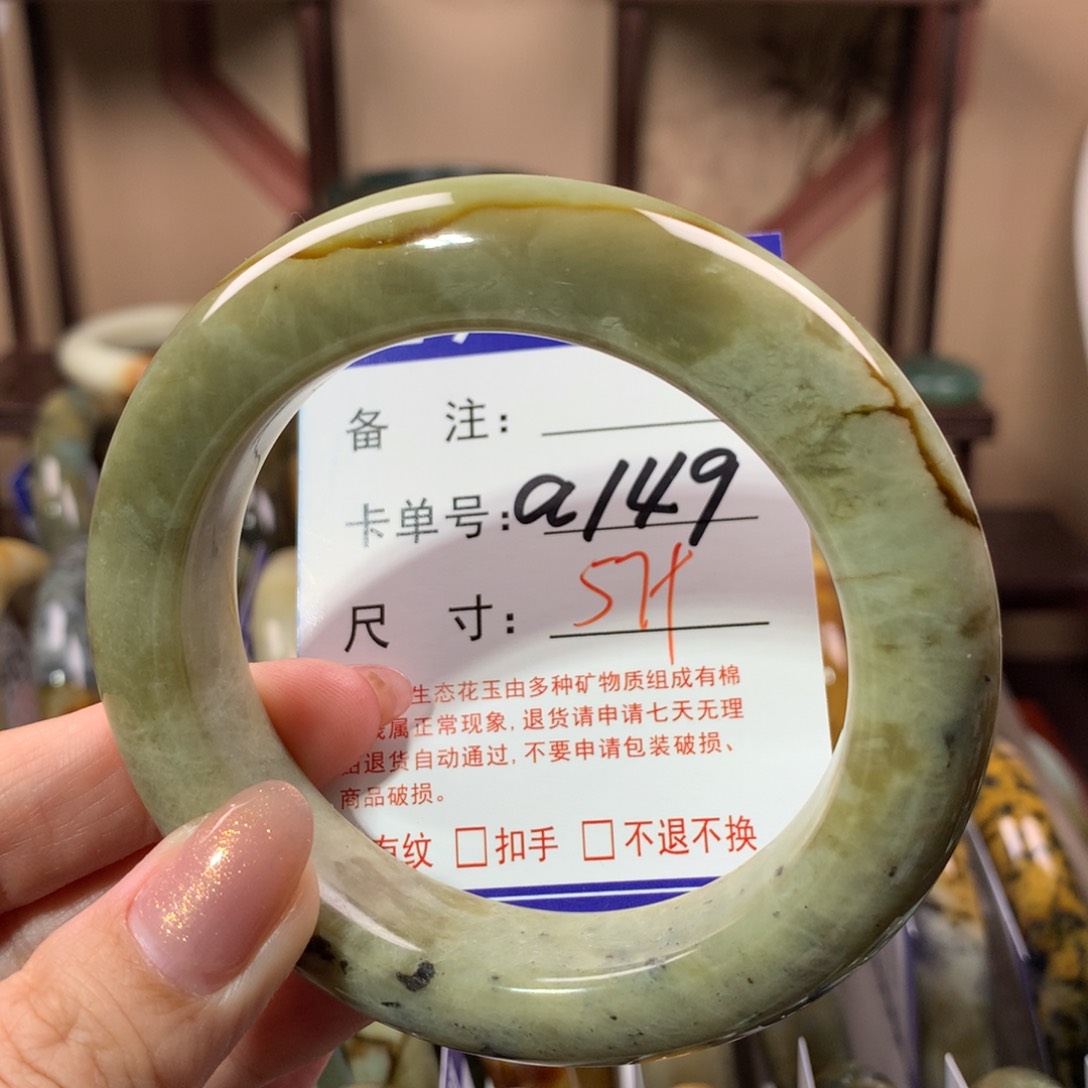 备 注：
卡单号：a149
尺 寸：57H
生态花玉由多种矿物质组成有棉
属正常现象，退货请申请七天无理
退货自动通过，不要申请包装破损、
商品破损。
有纹 □扣手 □不退不换